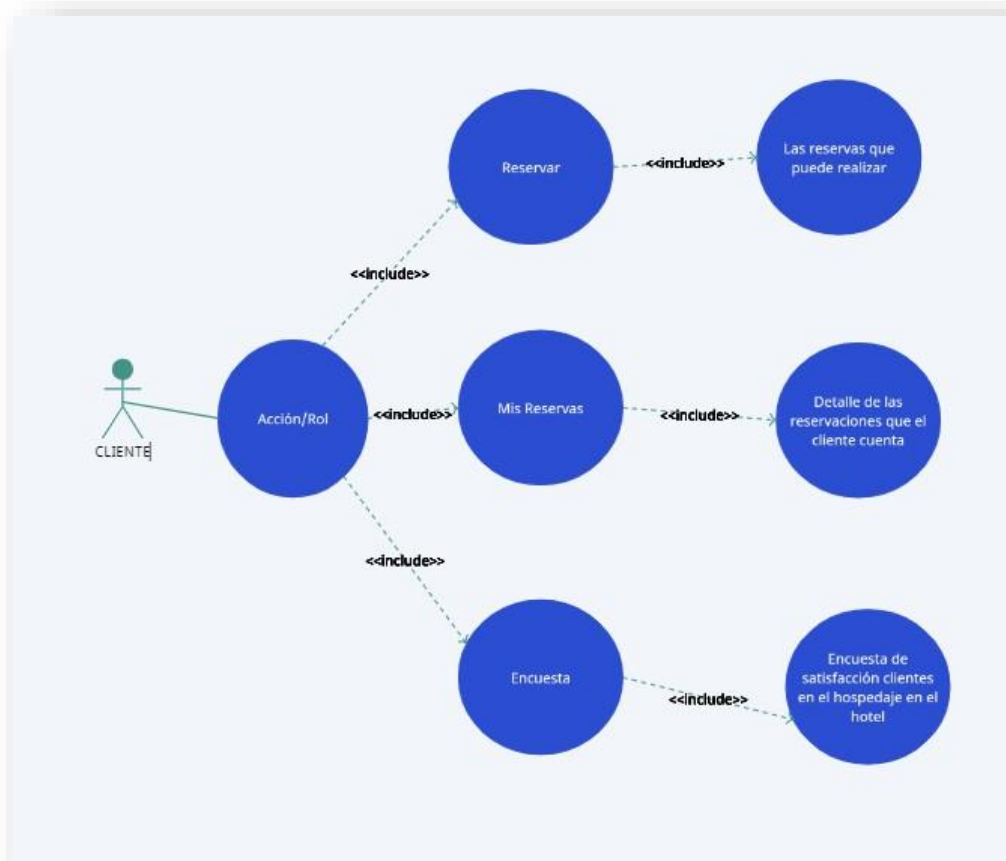 Las reservas que
puede realizar
Reservar
<<include>>
<<include>>
CLIENTE
Acción/Rol
<<include>>
Mis Reservas
<<include>>
Detalle de las
reservaciones que el
cliente cuenta
<<include>>
Encuesta
<<include>>
Encuesta de
satisfacción clientes
en el hospedaje en el
hotel